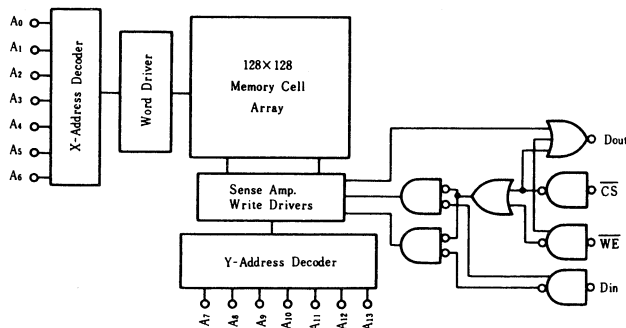 A0
A1
A2
A3
A4
A5
A6
X-Address Decoder
Word Driver
128×128
Memory Cell
Array
Sense Amp.
Write Drivers
Y-Address Decoder
A7
A8
A9
A10
A11
A12
A13
Dout
CS
WE
Din